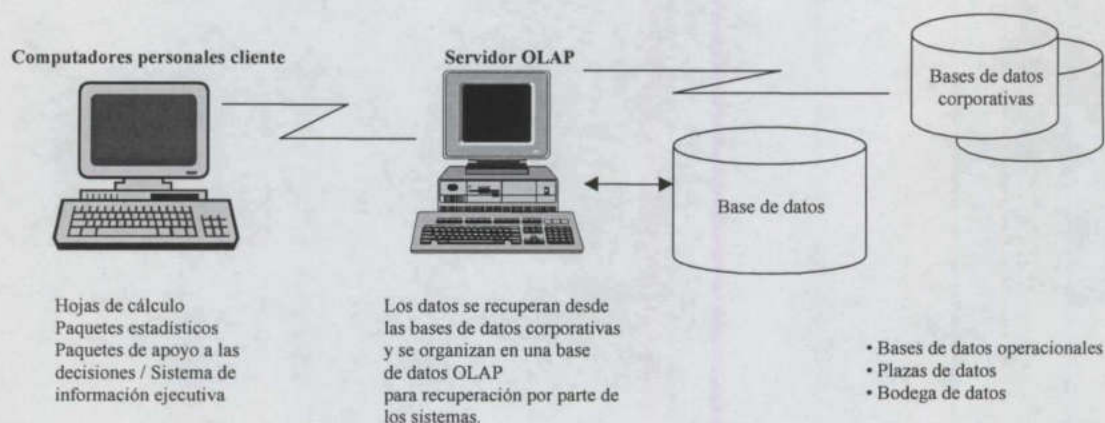 Computadores personales cliente
Servidor OLAP
Bases de datos
corporativas
Base de datos
Hojas de cálculo
Paquetes estadísticos
Paquetes de apoyo a las
decisiones / Sistema de
información ejecutiva
Los datos se recuperan desde
las bases de datos corporativas
y se organizan en una base
de datos OLAP
para recuperación por parte de
los sistemas.
• Bases de datos operacionales
• Plazas de datos
• Bodega de datos